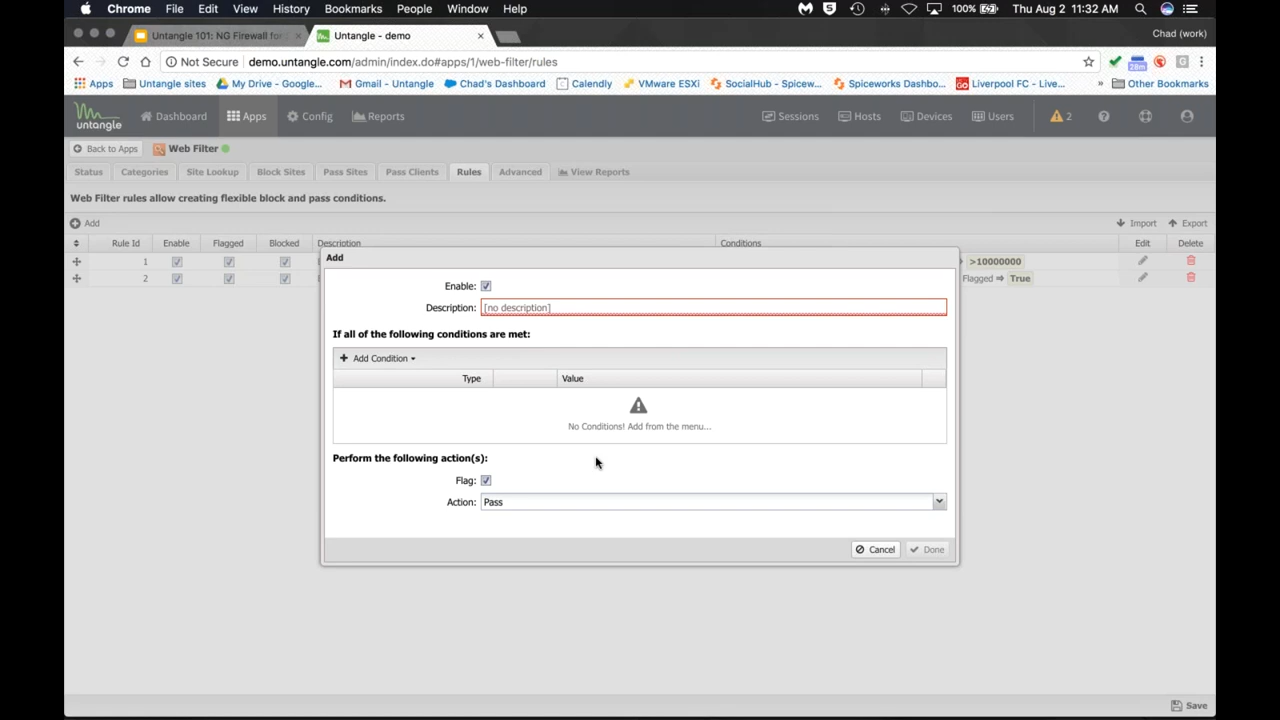 Chrome File Edit View History Bookmarks People Window Help 5 100% Thu Aug 2 11:32 AM
Untangle 101: NG Firewall for × Untangle - demo × Chad (work)
Not Secure demo.untangle.com/admin/index.do#apps/1/web-filter/rules 28m G
Apps Untangle sites My Drive - Google... Gmail - Untangle Chad's Dashboard Calendly VMware ESXi SocialHub - Spicew... Spiceworks Dashbo... Go Liverpool FC - Live... » Other Bookmarks
untangle Dashboard Apps Config Reports Sessions Hosts Devices Users 2
Back to Apps Web Filter
Status Categories Site Lookup Block Sites Pass Sites Pass Clients Rules Advanced View Reports
Web Filter rules allow creating flexible block and pass conditions.
Add Import Export
Rule Id Enable Flagged Blocked Description Conditions Edit Delete
1 >10000000
2 Flagged ⇒ True
Add
Enable:
Description: [no description]
If all of the following conditions are met:
Add Condition
Type Value
No Conditions! Add from the menu...
Perform the following action(s):
Flag:
Action: Pass
Cancel Done
Save